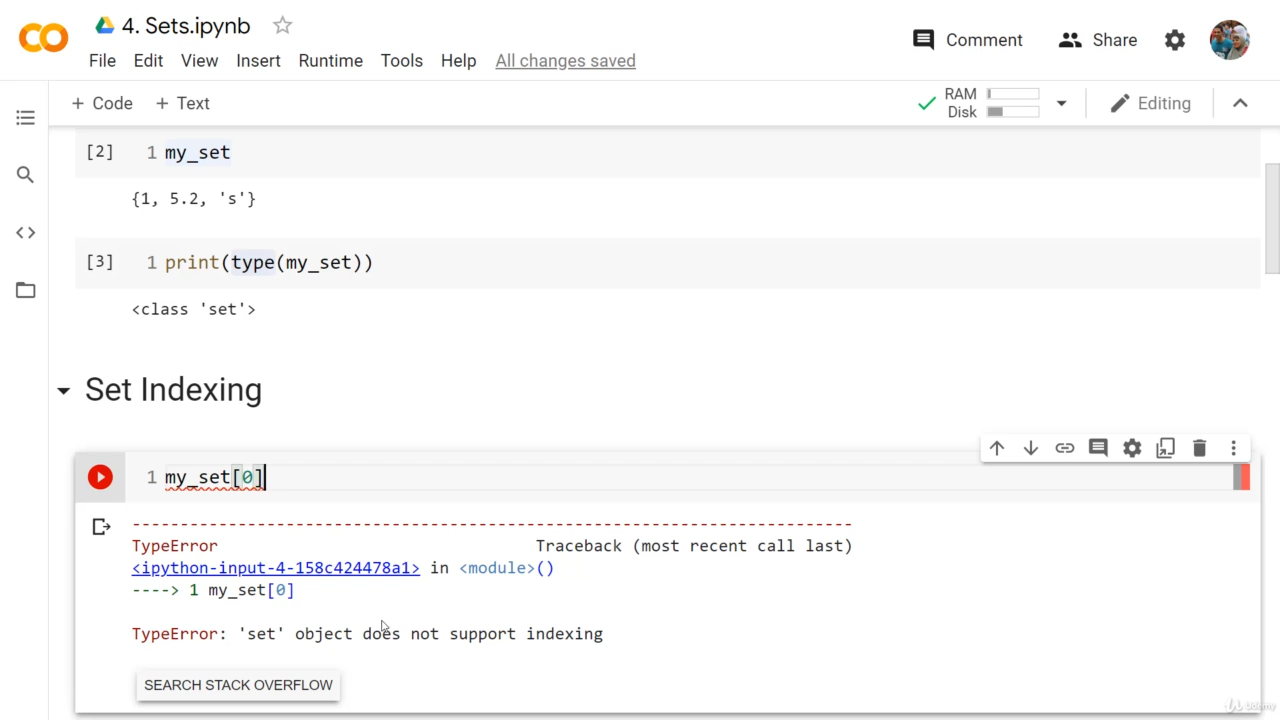 4. Sets.ipynb
Comment
Share
File Edit View Insert Runtime Tools Help All changes saved
+ Code + Text
RAM
Disk
Editing
[2] 1 my_set
{1, 5.2, 's'}
[3] 1 print(type(my_set))
<class 'set'>
Set Indexing
1 my_set[0]
---------------------------------------------------------------------------
TypeError Traceback (most recent call last)
<ipython-input-4-158c424478a1> in <module>()
----> 1 my_set[0]
TypeError: 'set' object does not support indexing
SEARCH STACK OVERFLOW
Udemy